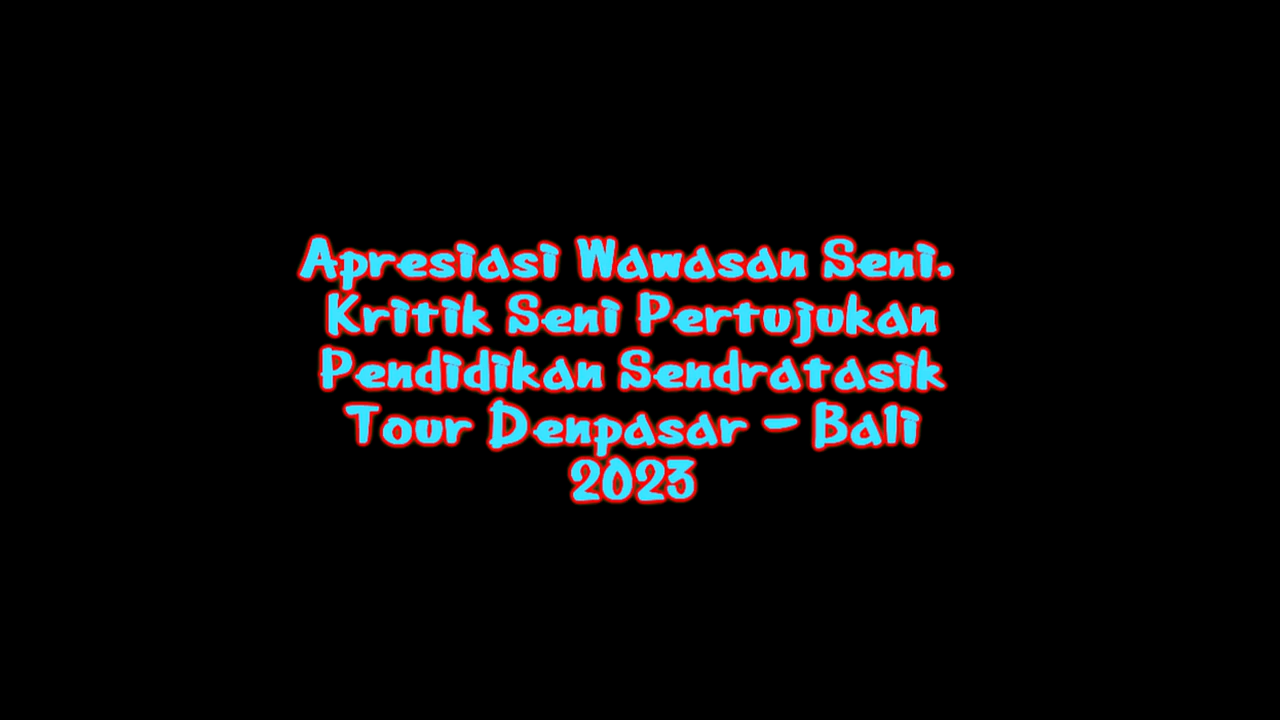 Apresiasi Wawasan Seni,
Kritik Seni Pertujukan
Pendidikan Sendratasik
Tour Denpasar - Bali
2023